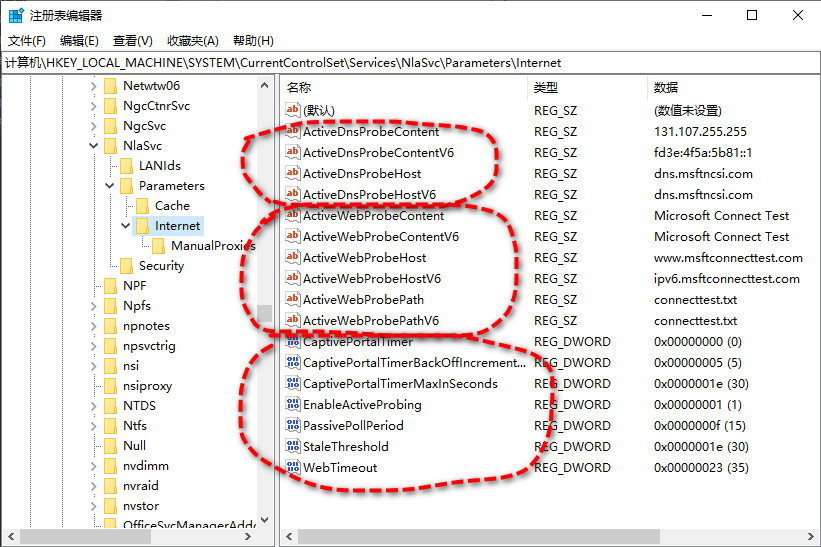 注册表编辑器
文件(F) 编辑(E) 查看(V) 收藏夹(A) 帮助(H)
计算机\HKEY_LOCAL_MACHINE\SYSTEM\CurrentControlSet\Services\NlaSvc\Parameters\Internet
Netwtw06
NgcCtnrSvc
NgcSvc
NlaSvc
LANIds
Parameters
Cache
Internet
ManualProxies
Security
NPF
Npfs
npnotes
npsvctrig
nsi
nsiproxy
NTDS
Ntfs
Null
nvdimm
nvraid
nvstor
名称 类型 数据
(默认) REG_SZ (数值未设置)
ActiveDnsProbeContent REG_SZ 131.107.255.255
ActiveDnsProbeContentV6 REG_SZ fd3e:4f5a:5b81::1
ActiveDnsProbeHost REG_SZ dns.msftncsi.com
ActiveDnsProbeHostV6 REG_SZ dns.msftncsi.com
ActiveWebProbeContent REG_SZ Microsoft Connect Test
ActiveWebProbeContentV6 REG_SZ Microsoft Connect Test
ActiveWebProbeHost REG_SZ www.msftconnecttest.com
ActiveWebProbeHostV6 REG_SZ ipv6.msftconnecttest.com
ActiveWebProbePath REG_SZ connecttest.txt
ActiveWebProbePathV6 REG_SZ connecttest.txt
CaptivePortalTimer REG_DWORD 0x00000000 (0)
CaptivePortalTimerBackOffIncrement... REG_DWORD 0x00000005 (5)
CaptivePortalTimerMaxInSeconds REG_DWORD 0x0000001e (30)
EnableActiveProbing REG_DWORD 0x00000001 (1)
PassivePollPeriod REG_DWORD 0x0000000f (15)
StaleThreshold REG_DWORD 0x0000001e (30)
WebTimeout REG_DWORD 0x00000023 (35)